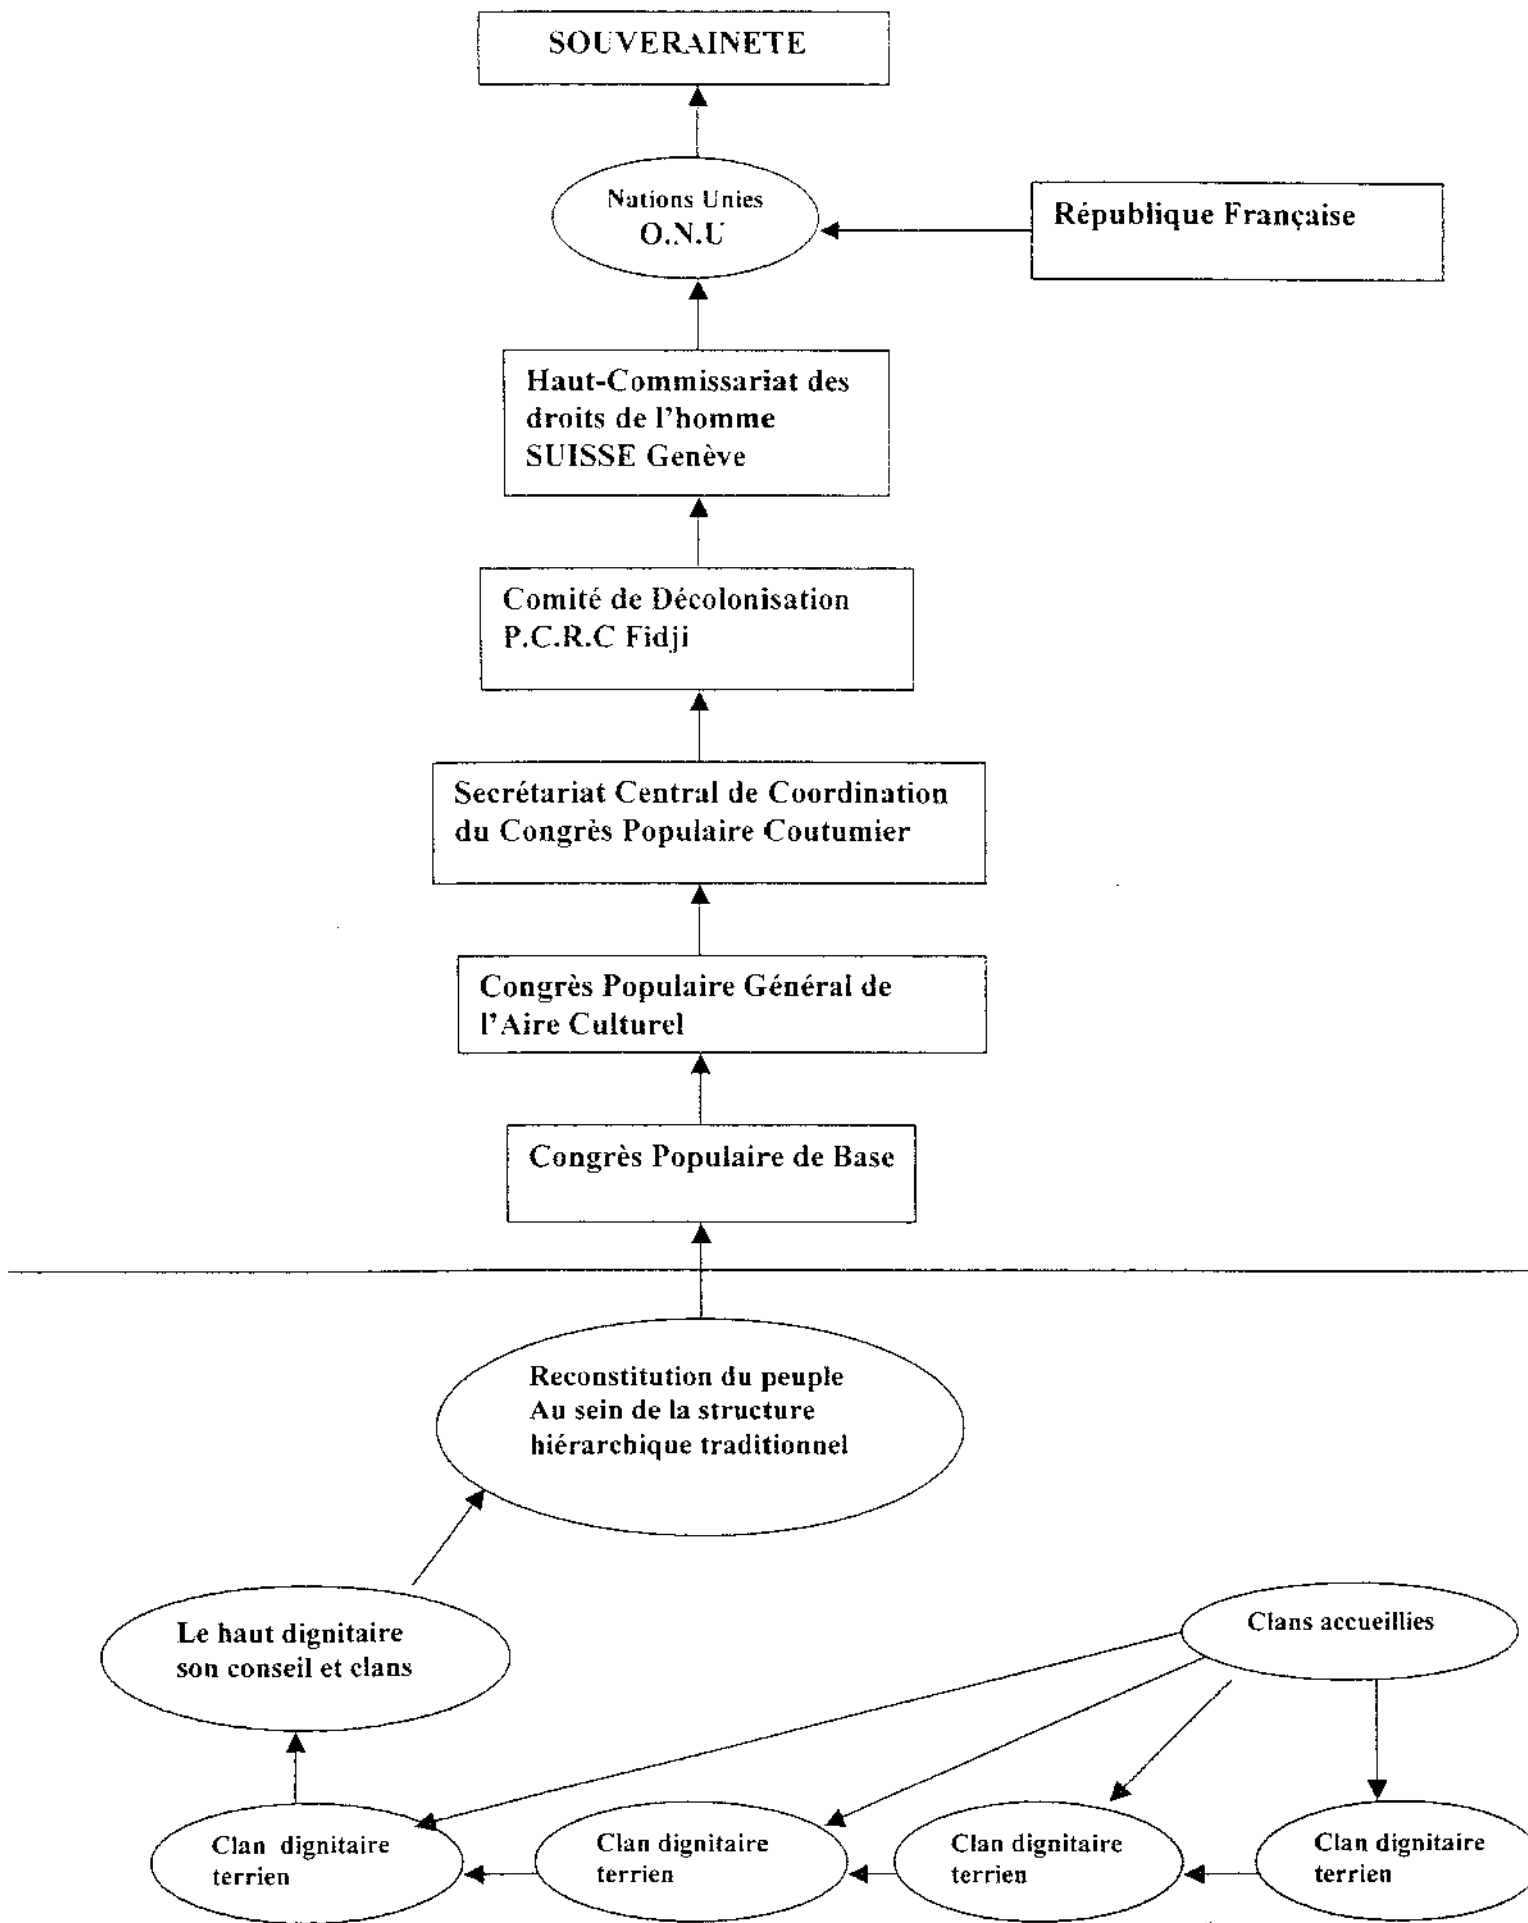 SOUVERAINETE
Nations Unies
O.N.U
République Française
Haut-Commissariat des
droits de l'homme
SUISSE Genève
Comité de Décolonisation
P.C.R.C Fidji
Secrétariat Central de Coordination
du Congrès Populaire Coutumier
Congrès Populaire Général de
l'Aire Culturel
Congrès Populaire de Base
Reconstitution du peuple
Au sein de la structure
hiérarchique traditionnel
Le haut dignitaire
son conseil et clans
Clans accueillies
Clan dignitaire
terrien
Clan dignitaire
terrien
Clan dignitaire
terrien
Clan dignitaire
terrien